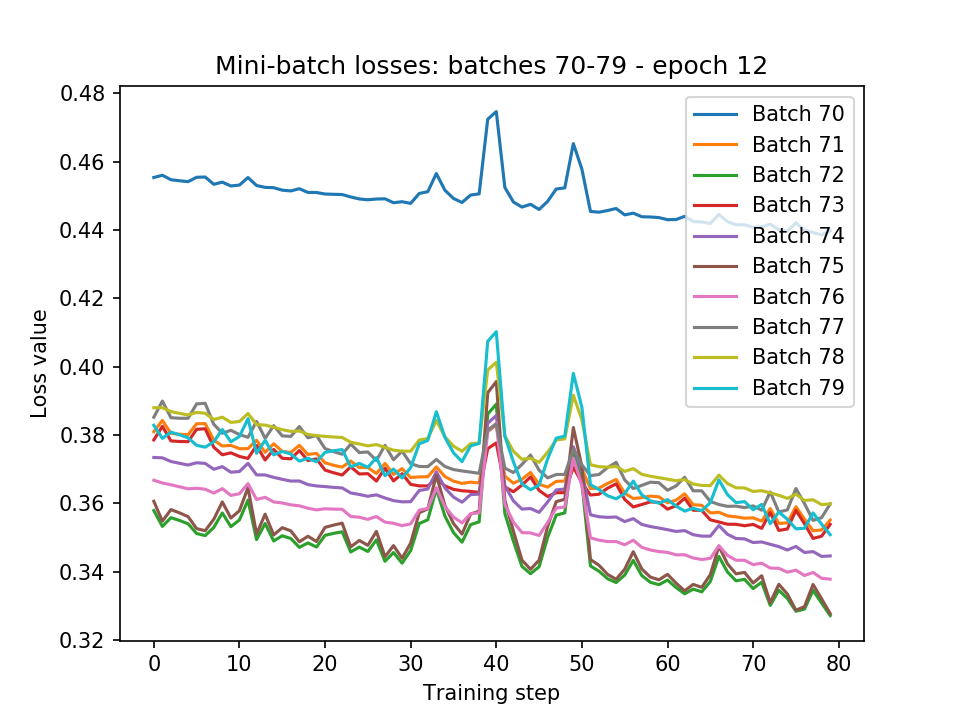 Mini-batch losses: batches 70-79 - epoch 12
Loss value
0.48
0.46
0.44
0.42
0.40
0.38
0.36
0.34
0.32
Batch 70
Batch 71
Batch 72
Batch 73
Batch 74
Batch 75
Batch 76
Batch 77
Batch 78
Batch 79
0 10 20 30 40 50 60 70 80
Training step